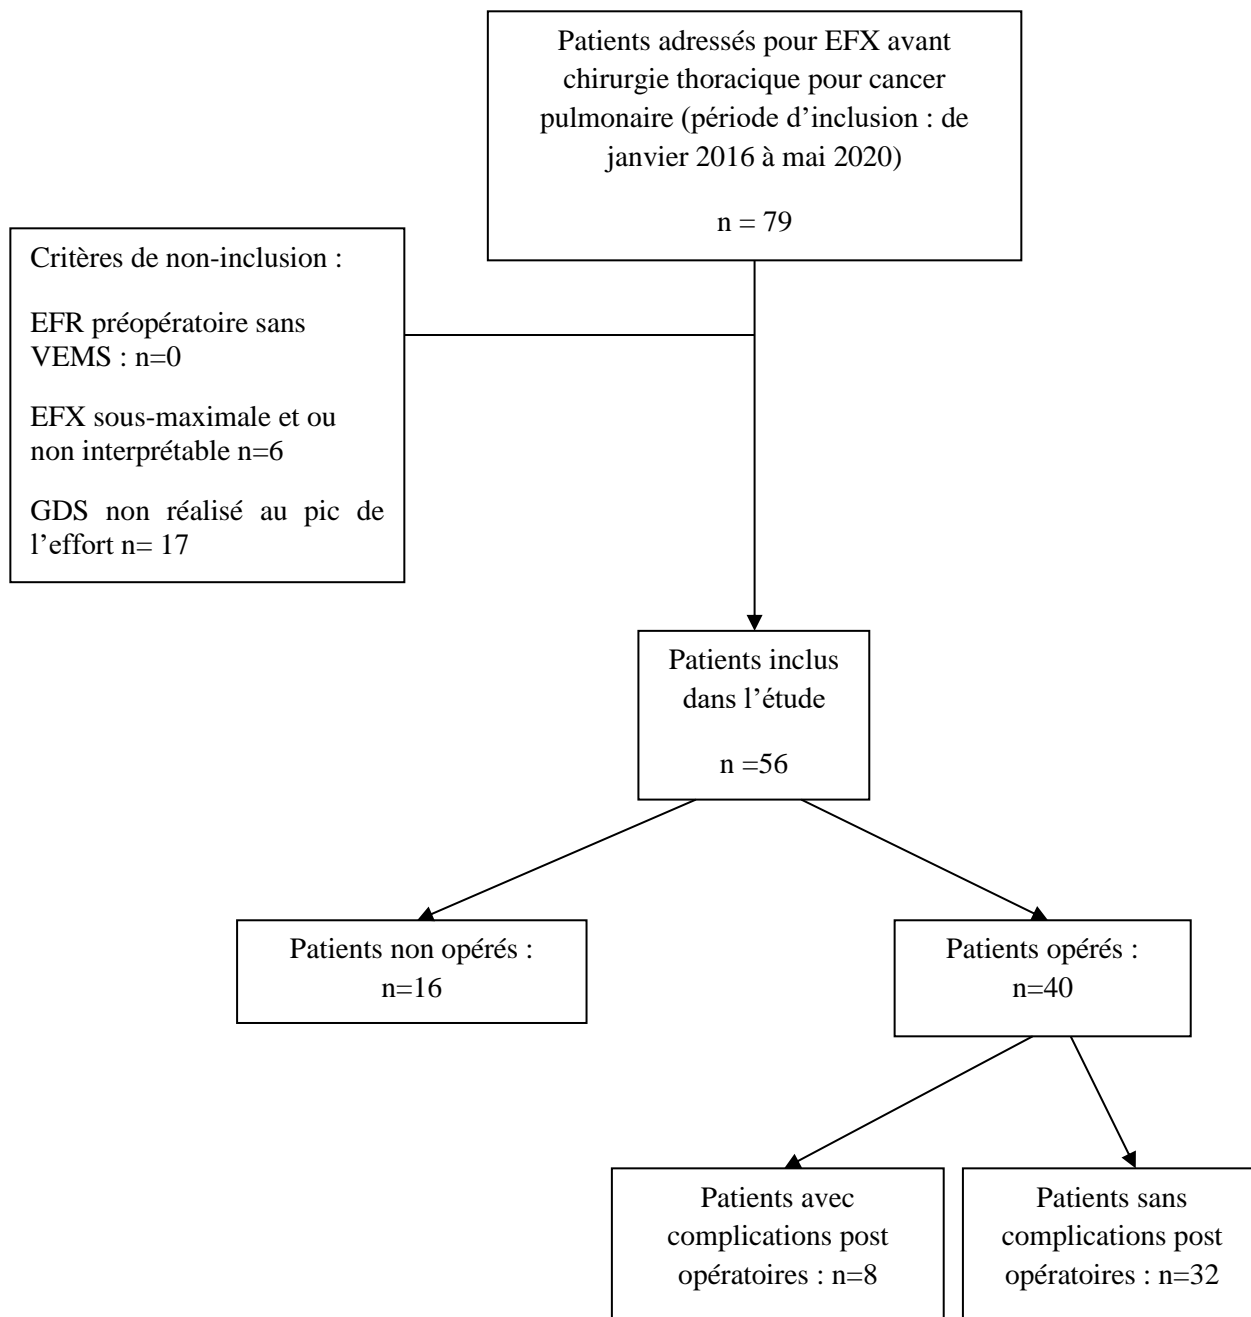 Patients adressés pour EFX avant
chirurgie thoracique pour cancer
pulmonaire (période d’inclusion : de
janvier 2016 à mai 2020)
n = 79
Critères de non-inclusion :
EFR préopératoire sans
VEMS : n=0
EFX sous-maximale et ou
non interprétable n=6
GDS non réalisé au pic de
l’effort n= 17
Patients inclus
dans l’étude
n =56
Patients non opérés :
n=16
Patients opérés :
n=40
Patients avec
complications post
opératoires : n=8
Patients sans
complications post
opératoires : n=32